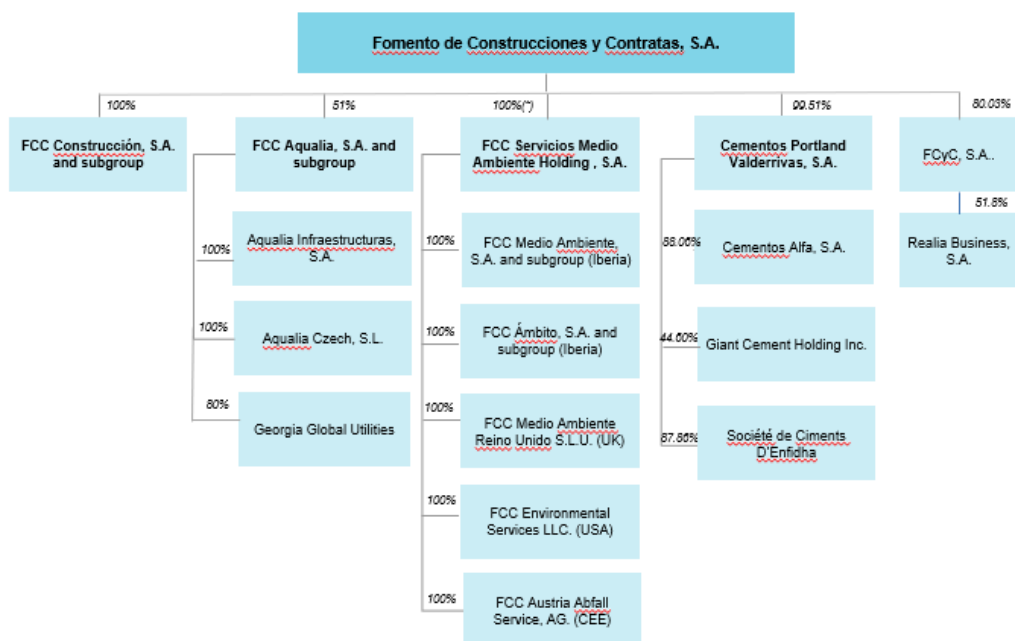 Fomento de Construcciones y Contratas, S.A.
100%
51%
100%(*)
99.51%
80.03%
FCC Construcción, S.A.
and subgroup
FCC Aqualia, S.A. and
subgroup
FCC Servicios Medio
Ambiente Holding , S.A.
Cementos Portland
Valderrivas, S.A.
FCyC, S.A..
100%
Aqualia Infraestructuras,
S.A.
100%
Aqualia Czech, S.L.
80%
Georgia Global Utilities
100%
FCC Medio Ambiente,
S.A. and subgroup (Iberia)
100%
FCC Ámbito, S.A. and
subgroup (Iberia)
100%
FCC Medio Ambiente
Reino Unido S.L.U. (UK)
100%
FCC Environmental
Services LLC. (USA)
100%
FCC Austria Abfall
Service, AG. (CEE)
88.06%
Cementos Alfa, S.A.
44.60%
Giant Cement Holding Inc.
87.86%
Société de Ciments
D'Enfidha
51.8%
Realia Business,
S.A.